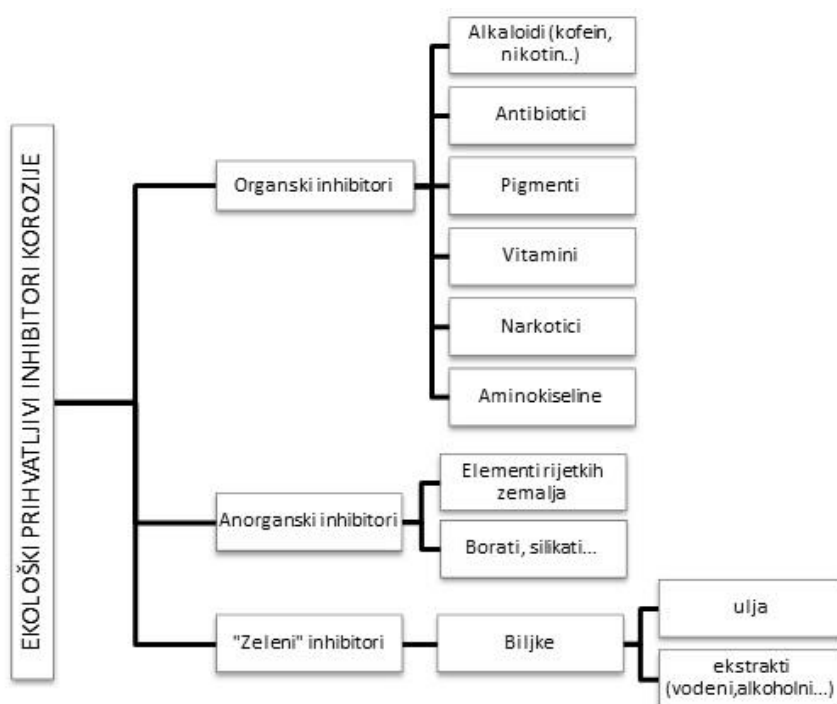 EKOLOŠKI PRIHVATLJIVI INHIBITORI KOROZIJE
Organski inhibitori
Alkaloidi (kofein,
nikotin..)
Antibiotici
Pigmenti
Vitamini
Narkotici
Aminokiseline
Anorganski inhibitori
Elementi rijetkih
zemalja
Borati, silikati...
"Zeleni" inhibitori
Biljke
ulja
ekstrakti
(vodeni,alkoholni...)